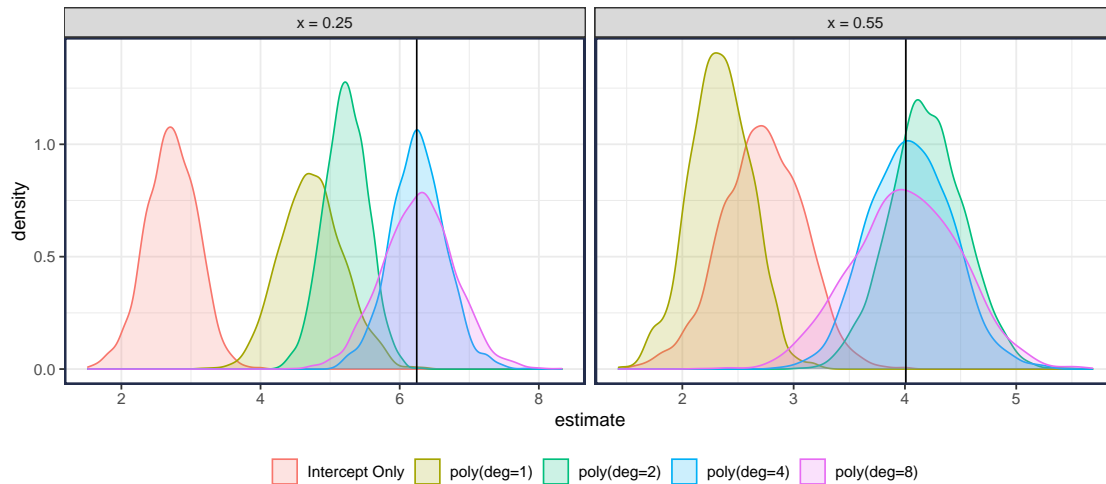 x = 0.25
x = 0.55
density
1.0
0.5
0.0
2 4 6 8
2 3 4 5
estimate
Intercept Only poly(deg=1) poly(deg=2) poly(deg=4) poly(deg=8)